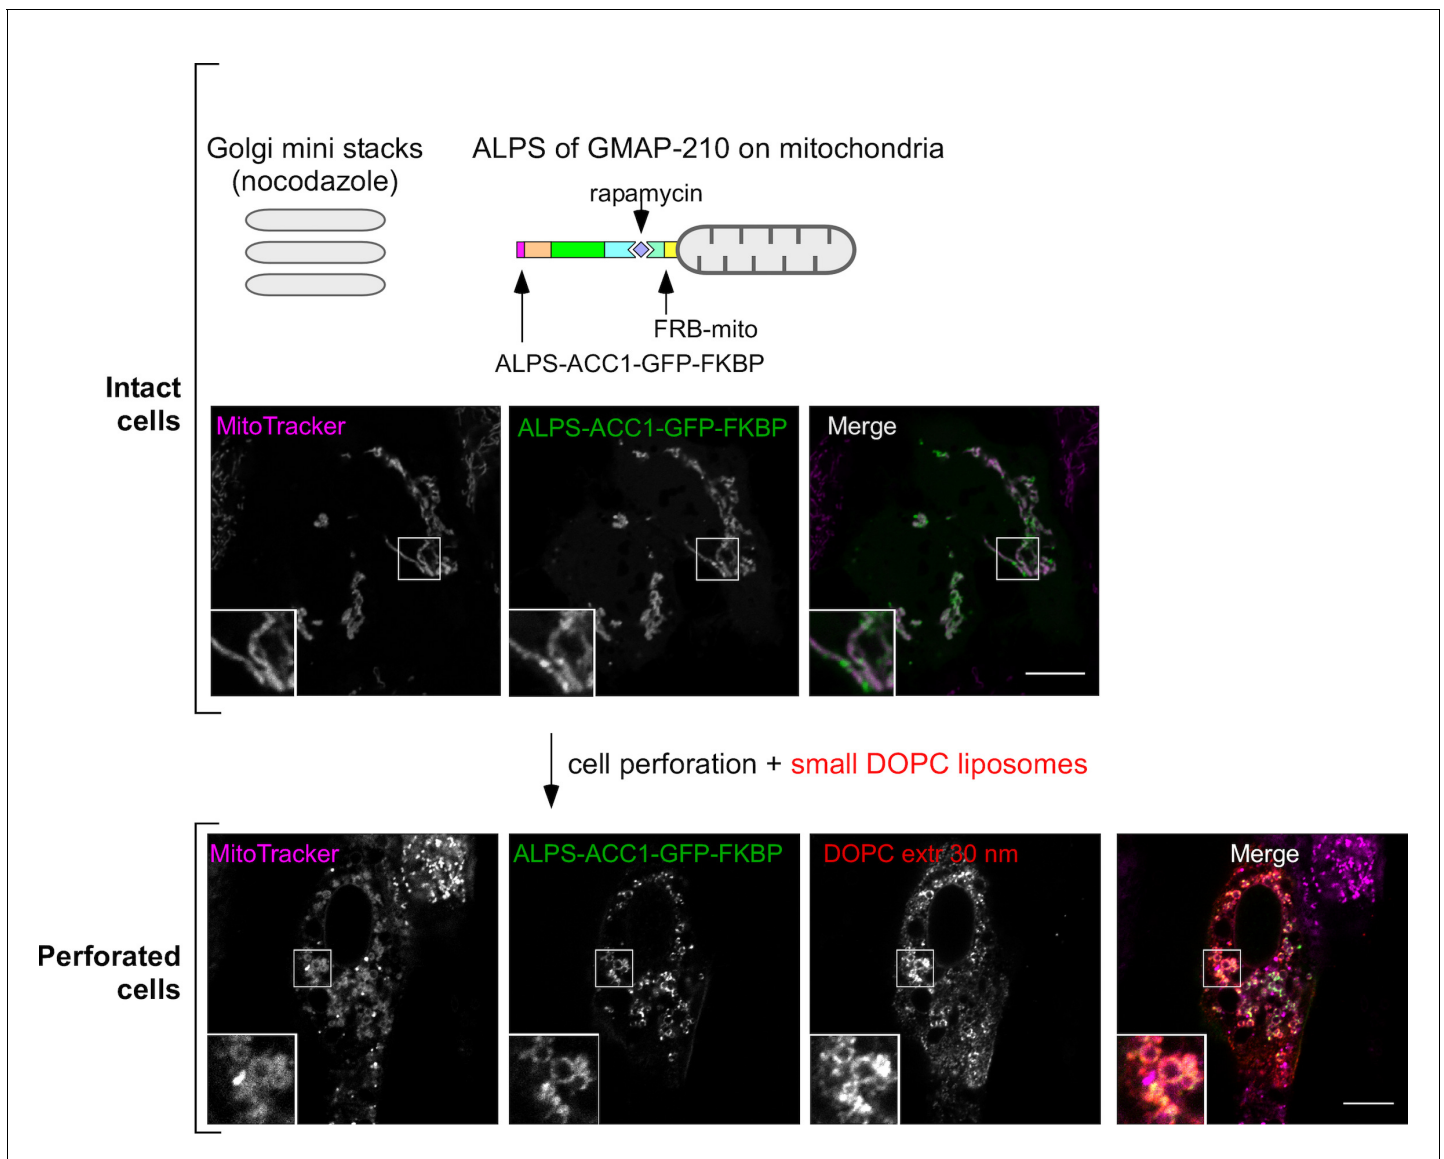 Golgi mini stacks
(nocodazole)
ALPS of GMAP-210 on mitochondria
rapamycin
FRB-mito
ALPS-ACC1-GFP-FKBP
Intact
cells
MitoTracker
ALPS-ACC1-GFP-FKBP
Merge
cell perforation + small DOPC liposomes
Perforated
cells
MitoTracker
ALPS-ACC1-GFP-FKBP
DOPC extr 30 nm
Merge